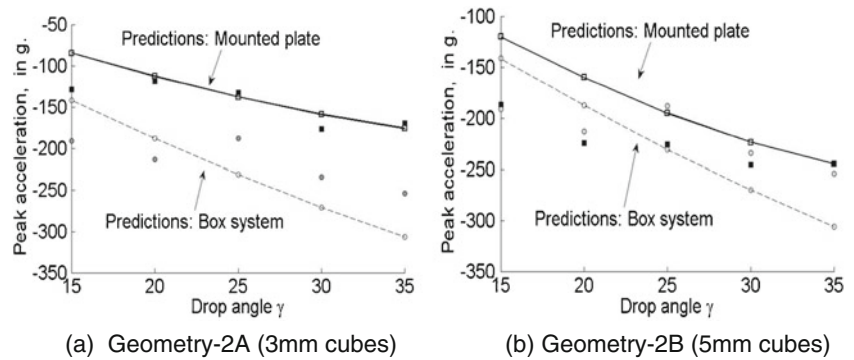 -50
-100
-150
-200
-250
-300
-350
15 20 25 30 35
Peak acceleration, in g.
Predictions: Mounted plate
Predictions: Box system
Drop angle γ
(a) Geometry-2A (3mm cubes)
-100
-150
-200
-250
-300
-350
15 20 25 30 35
Peak acceleration, in g.
Predictions: Mounted plate
Predictions: Box system
Drop angle γ
(b) Geometry-2B (5mm cubes)